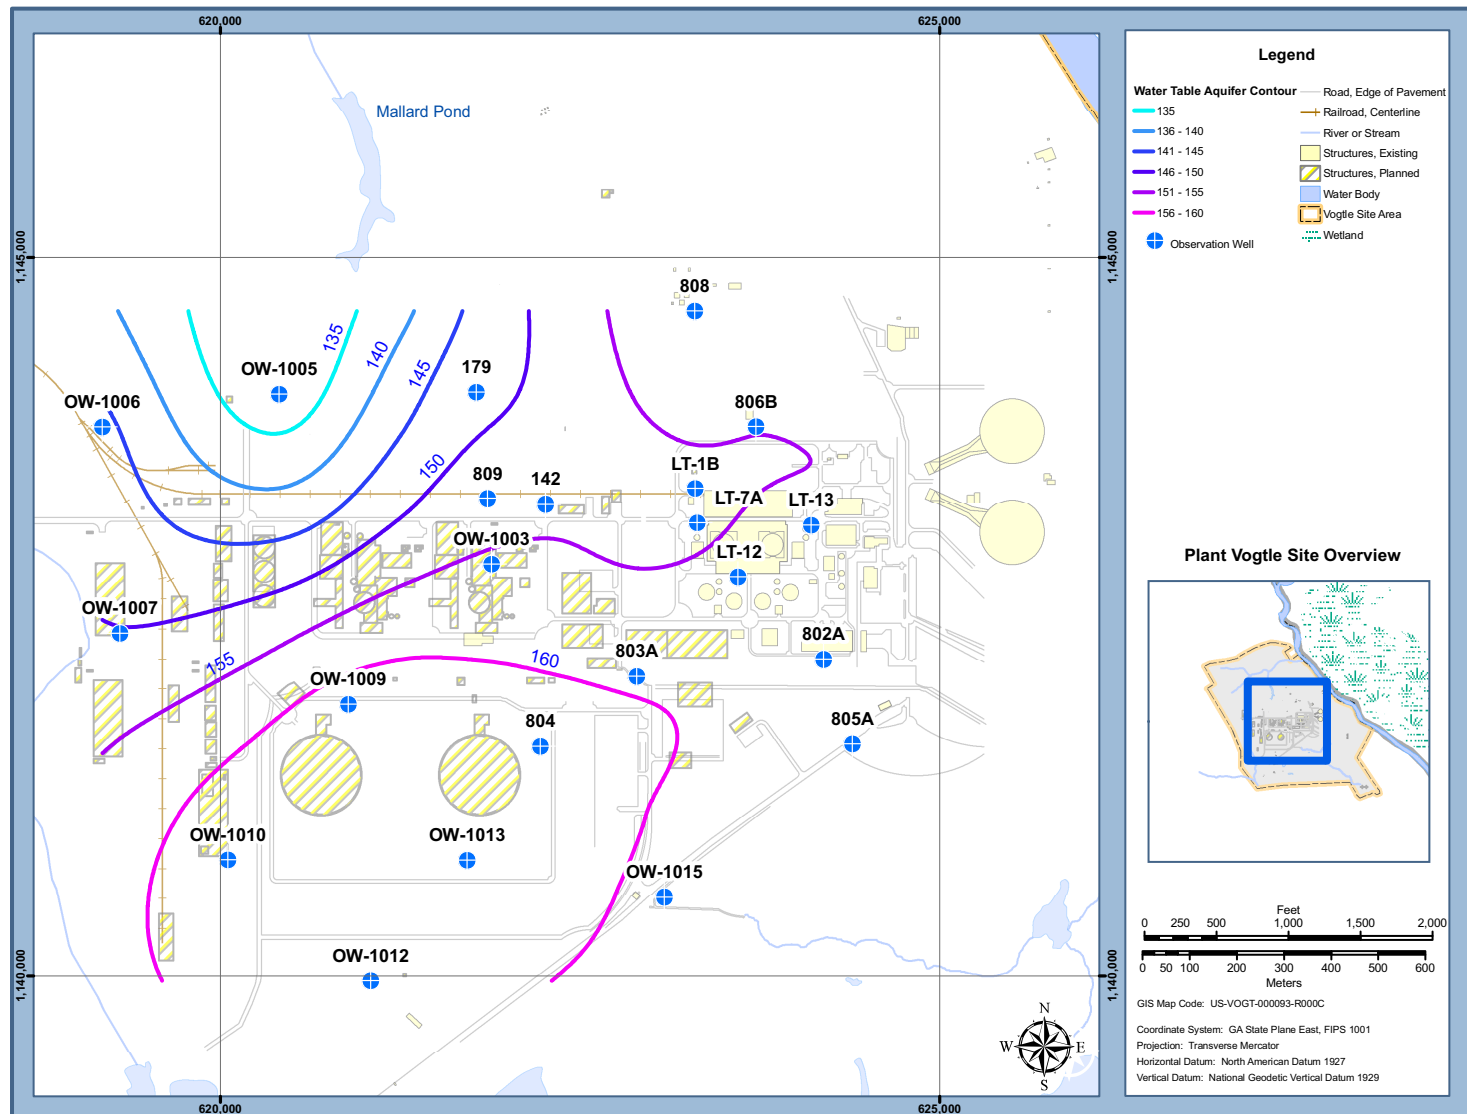 620,000
625,000
Mallard Pond
1,145,000
1,145,000
808
135
140
145
OW-1005
179
OW-1006
806B
150
LT-1B
809
142
LT-7A
LT-13
OW-1003
LT-12
OW-1007
802A
155
160
803A
OW-1009
804
805A
OW-1010
OW-1013
OW-1015
OW-1012
1,140,000
1,140,000
N
W
E
S
620,000
625,000
Legend
Water Table Aquifer Contour
135
136 - 140
141 - 145
146 - 150
151 - 155
156 - 160
Observation Well
Road, Edge of Pavement
Railroad, Centerline
River or Stream
Structures, Existing
Structures, Planned
Water Body
Vogtle Site Area
Wetland
Plant Vogtle Site Overview
Feet
0 250 500 1,000 1,500 2,000
0 50 100 200 300 400 500 600
Meters
GIS Map Code: US-VOGT-000093-R000C
Coordinate System: GA State Plane East, FIPS 1001
Projection: Transverse Mercator
Horizontal Datum: North American Datum 1927
Vertical Datum: National Geodetic Vertical Datum 1929